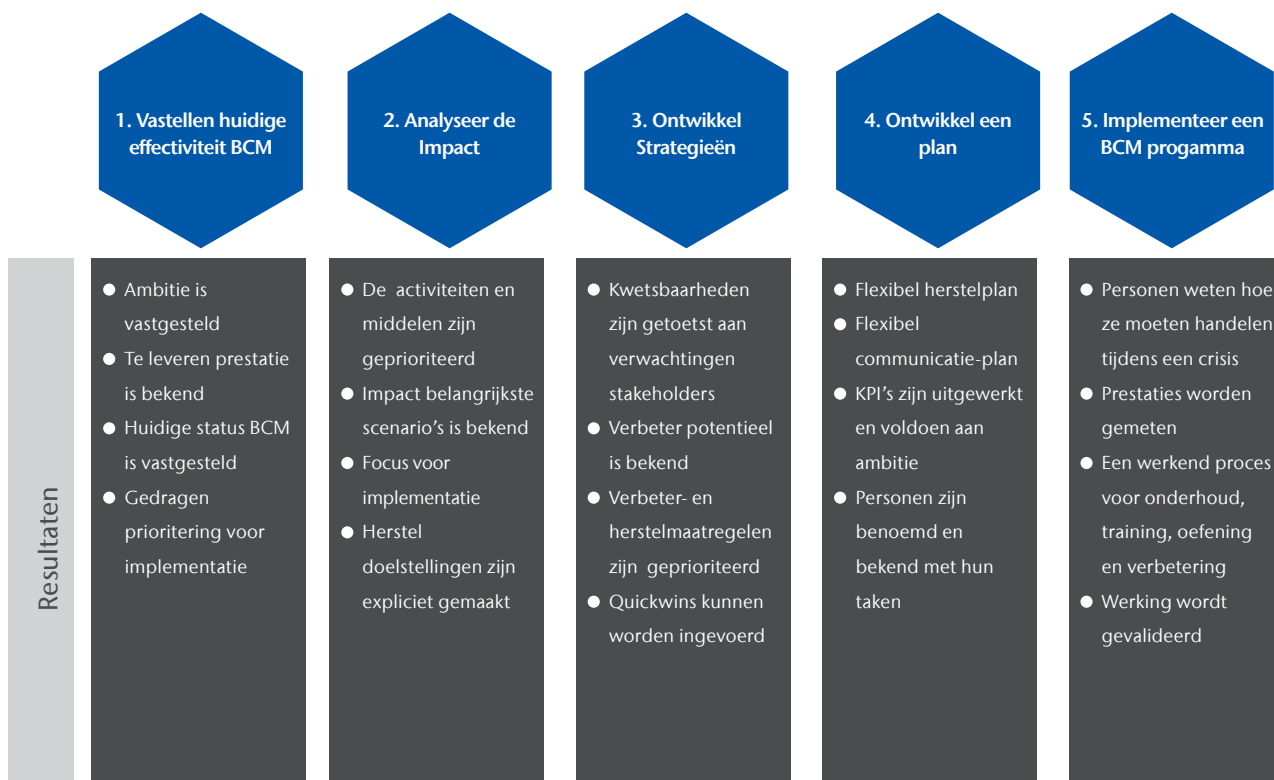 1. Vastellen huidige
effectiviteit BCM
2. Analyseer de
Impact
3. Ontwikkel
Strategieën
4. Ontwikkel een
plan
5. Implementeer een
BCM progamma
Resultaten
● Ambitie is
vastgesteld
● Te leveren prestatie
is bekend
● Huidige status BCM
is vastgesteld
● Gedragen
prioritering voor
implementatie
● De activiteiten en
middelen zijn
geprioriteerd
● Impact belangrijkste
scenario's is bekend
● Focus voor
implementatie
● Herstel
doelstellingen zijn
expliciet gemaakt
● Kwetsbaarheden
zijn getoetst aan
verwachtingen
stakeholders
● Verbeter potentieel
is bekend
● Verbeter- en
herstelmaatregelen
zijn geprioriteerd
● Quickwins kunnen
worden ingevoerd
● Flexibel herstelplan
● Flexibel
communicatie-plan
● KPI's zijn uitgewerkt
en voldoen aan
ambitie
● Personen zijn
benoemd en
bekend met hun
taken
● Personen weten hoe
ze moeten handelen
tijdens een crisis
● Prestaties worden
gemeten
● Een werkend proces
voor onderhoud,
training, oefening
en verbetering
● Werking wordt
gevalideerd